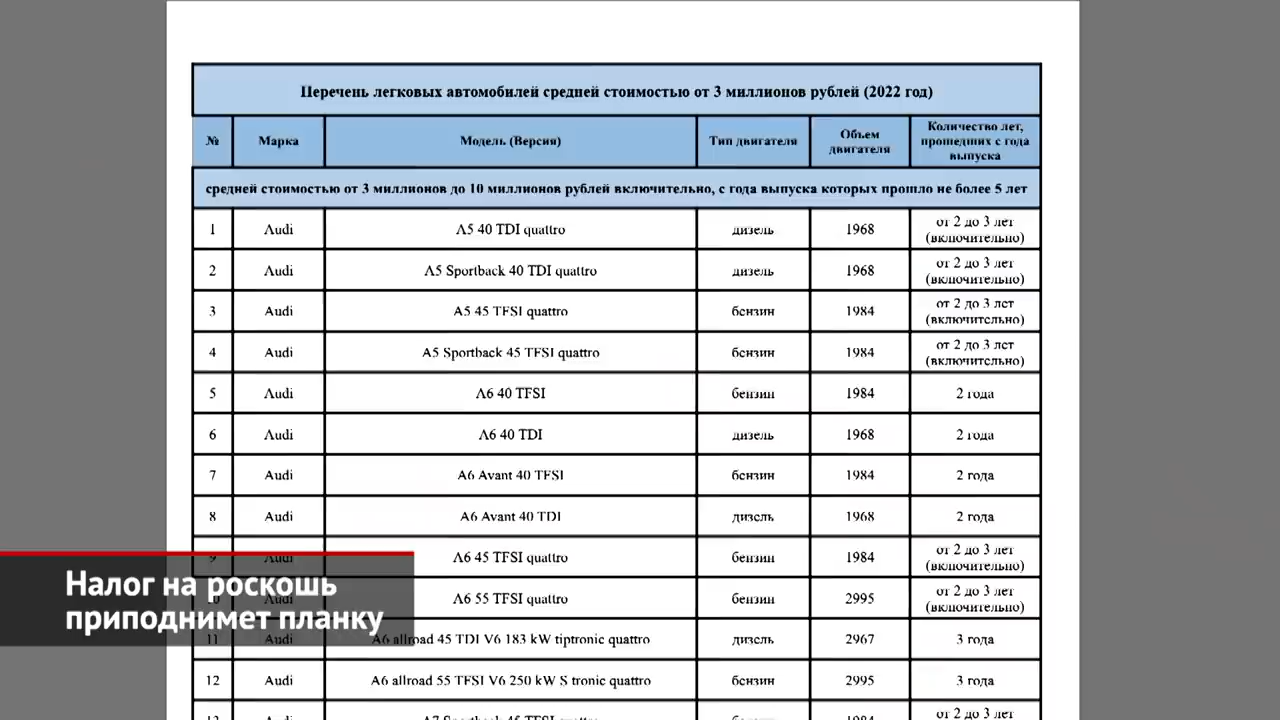 Перечень легковых автомобилей средней стоимостью от 3 миллионов рублей (2022 год)
№ Марка Модель (Версия) Тип двигателя Объем двигателя Количество лет, прошедших с года выпуска
средней стоимостью от 3 миллионов до 10 миллионов рублей включительно, с года выпуска которых прошло не более 5 лет
1 Audi A5 40 TDI quattro дизель 1968 от 2 до 3 лет (включительно)
2 Audi A5 Sportback 40 TDI quattro дизель 1968 от 2 до 3 лет (включительно)
3 Audi A5 45 TFSI quattro бензин 1984 от 2 до 3 лет (включительно)
4 Audi A5 Sportback 45 TFSI quattro бензин 1984 от 2 до 3 лет (включительно)
5 Audi A6 40 TFSI бензин 1984 2 года
6 Audi A6 40 TDI дизель 1968 2 года
7 Audi A6 Avant 40 TFSI бензин 1984 2 года
8 Audi A6 Avant 40 TDI дизель 1968 2 года
9 Audi A6 45 TFSI quattro бензин 1984 от 2 до 3 лет (включительно)
10 Audi A6 55 TFSI quattro бензин 2995 от 2 до 3 лет (включительно)
11 Audi A6 allroad 45 TDI V6 183 kW tiptronic quattro дизель 2967 3 года
12 Audi A6 allroad 55 TFSI V6 250 kW S tronic quattro бензин 2995 3 года
13 Audi A7 Sportback 45 TFSI quattro бензин 1984 от 2 до 3 лет
Налог на роскошь
приподнимет планку